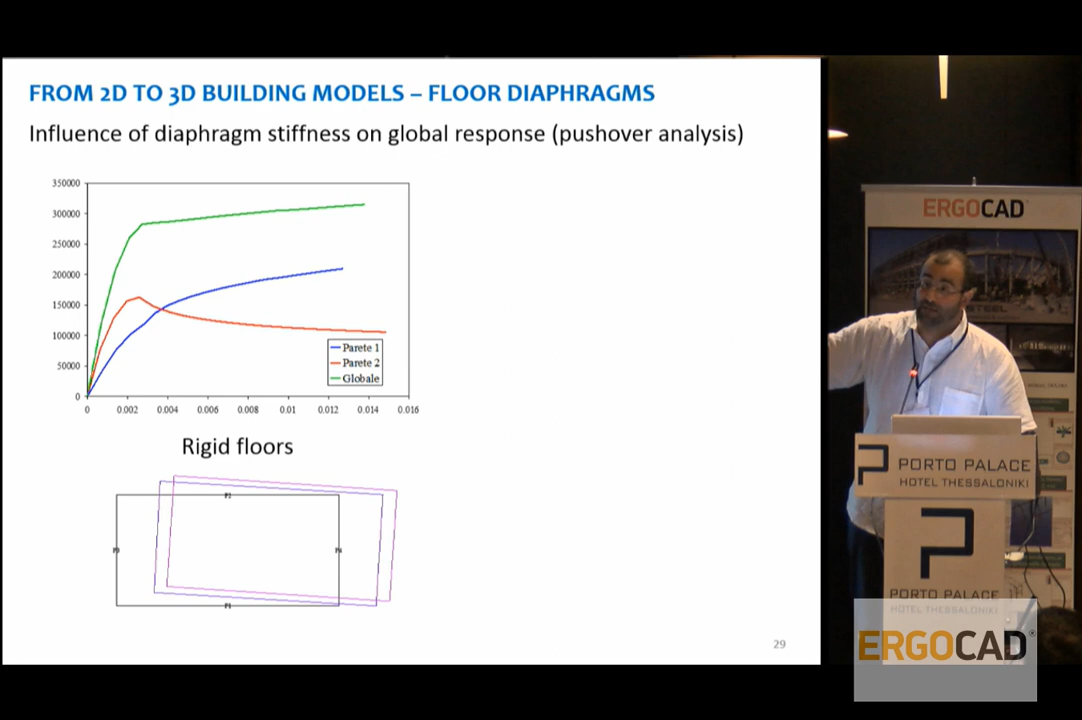 FROM 2D TO 3D BUILDING MODELS – FLOOR DIAPHRAGMS
Influence of diaphragm stiffness on global response (pushover analysis)
350000
300000
250000
200000
150000
100000
50000
0
Parete 1
Parete 2
Globale
0 0.002 0.004 0.006 0.008 0.01 0.012 0.014 0.016
Rigid floors
29
ERGOCAD
STEEL
PORTO PALACE
HOTEL THESSALONIKI
PORTO PALACE
HOTEL THESSALONIKI
ERGOCAD®